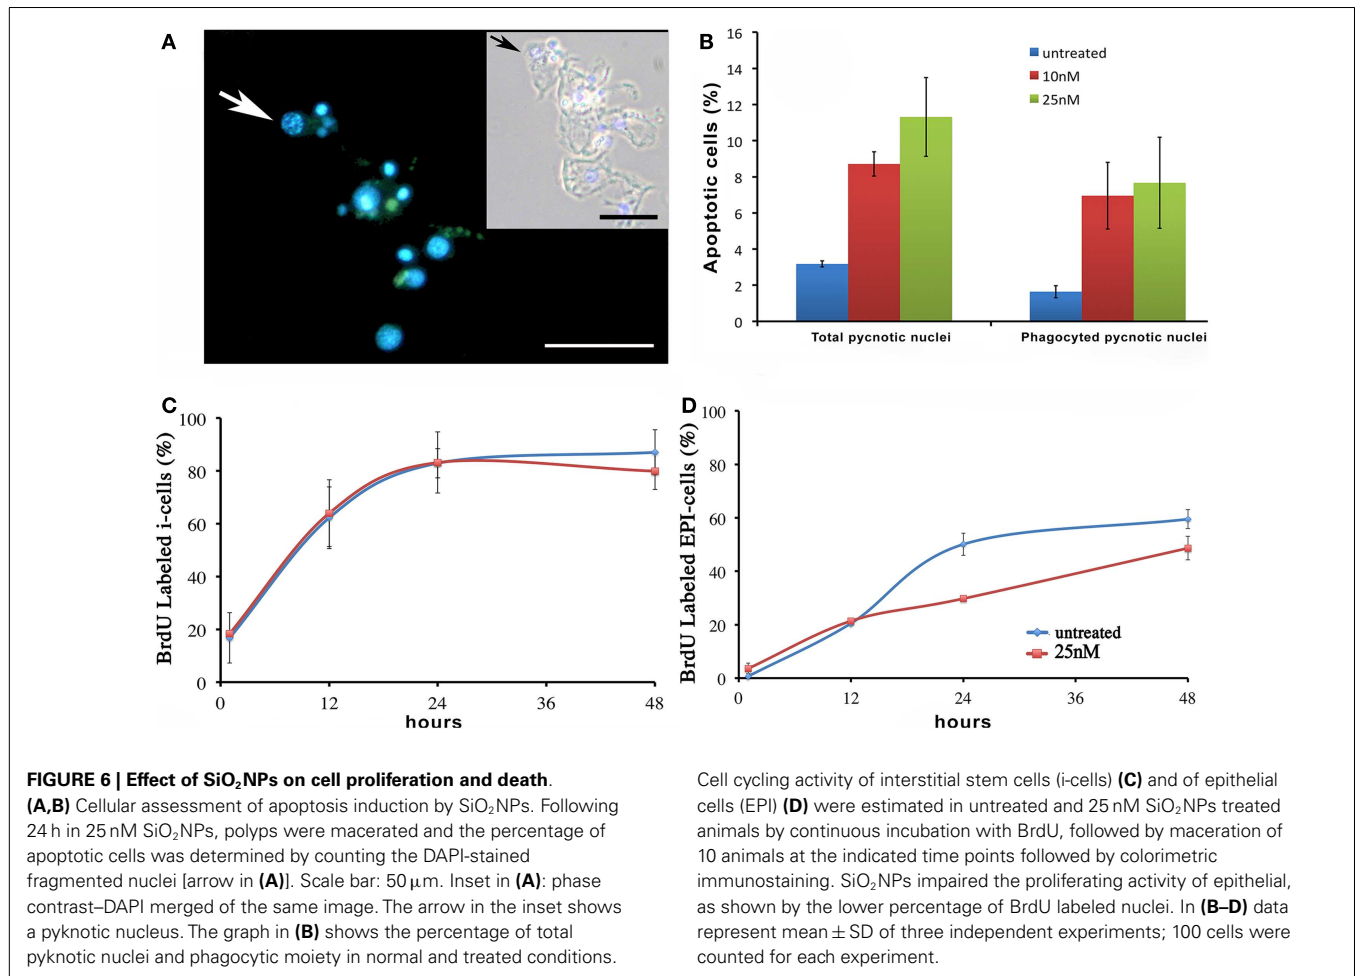 A
B
16
14
12
10
8
6
4
2
0
Apoptotic cells (%)
untreated
10nM
25nM
Total pycnotic nuclei
Phagocyted pycnotic nuclei
C
100
80
60
40
20
0
BrdU Labeled i-cells (%)
0 12 24 36 48
hours
D
100
80
60
40
20
0
BrdU Labeled EPI-cells (%)
untreated
25nM
0 12 24 36 48
hours
FIGURE 6 | Effect of SiO₂NPs on cell proliferation and death.
(A,B) Cellular assessment of apoptosis induction by SiO₂NPs. Following
24 h in 25 nM SiO₂NPs, polyps were macerated and the percentage of
apoptotic cells was determined by counting the DAPI-stained
fragmented nuclei [arrow in (A)]. Scale bar: 50 μm. Inset in (A): phase
contrast–DAPI merged of the same image. The arrow in the inset shows
a pyknotic nucleus. The graph in (B) shows the percentage of total
pyknotic nuclei and phagocytic moiety in normal and treated conditions.
Cell cycling activity of interstitial stem cells (i-cells) (C) and of epithelial
cells (EPI) (D) were estimated in untreated and 25 nM SiO₂NPs treated
animals by continuous incubation with BrdU, followed by maceration of
10 animals at the indicated time points followed by colorimetric
immunostaining. SiO₂NPs impaired the proliferating activity of epithelial,
as shown by the lower percentage of BrdU labeled nuclei. In (B–D) data
represent mean ± SD of three independent experiments; 100 cells were
counted for each experiment.